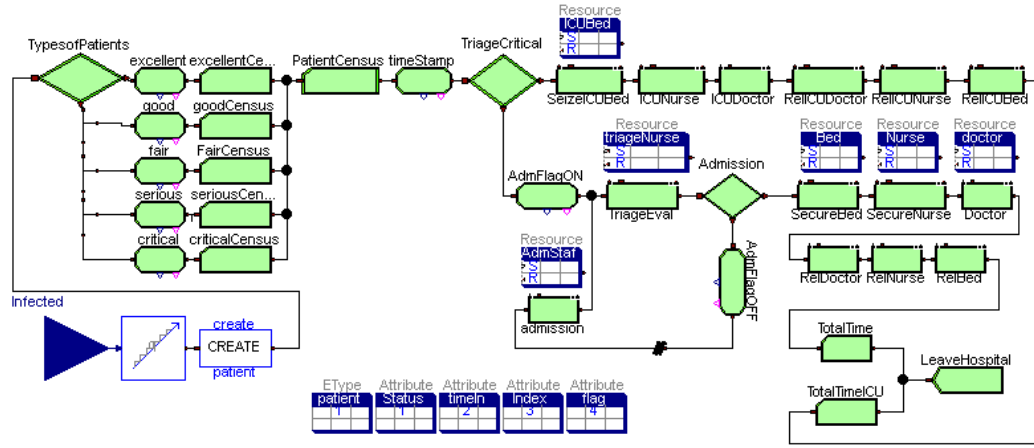 Resource
ICUBed
S
R
TypesofPatients
excellent
excellentCe...
PatientCensus
timeStamp
TriageCritical
SeizeICUBed
ICUNurse
ICUDoctor
RelICUDoctor
RelICUNurse
RelICUBed
good
goodCensus
Resource
triageNurse
S
R
Resource
Bed
S
R
Resource
Nurse
S
R
Resource
doctor
S
R
fair
FairCensus
AdmFlagON
TriageEval
Admission
SecureBed
SecureNurse
Doctor
serious
seriousCen...
critical
criticalCensus
Resource
AdmStaf
S
R
admission
AdmFlagOFF
RelDoctor
RelNurse
RelBed
Infected
create
CREATE
patient
TotalTime
LeaveHospital
TotalTimeICU
EType
patient
1
Attribute
Status
1
Attribute
timeIn
2
Attribute
Index
3
Attribute
flag
4